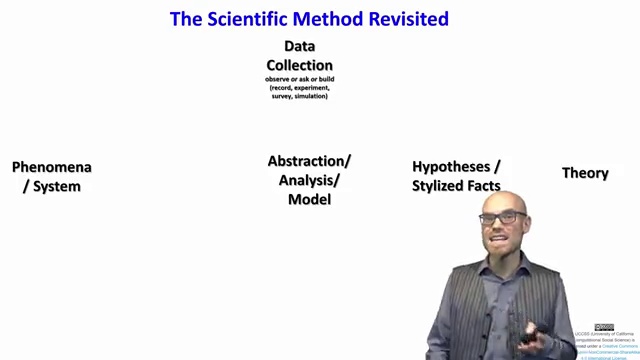 The Scientific Method Revisited
Data
Collection
observe or ask or build
(record, experiment,
survey, simulation)
Phenomena
/ System
Abstraction/
Analysis/
Model
Hypotheses /
Stylized Facts
Theory
UCCSS (University of California
Computational Social Science) is
licensed under a Creative Commons
4.0 International License